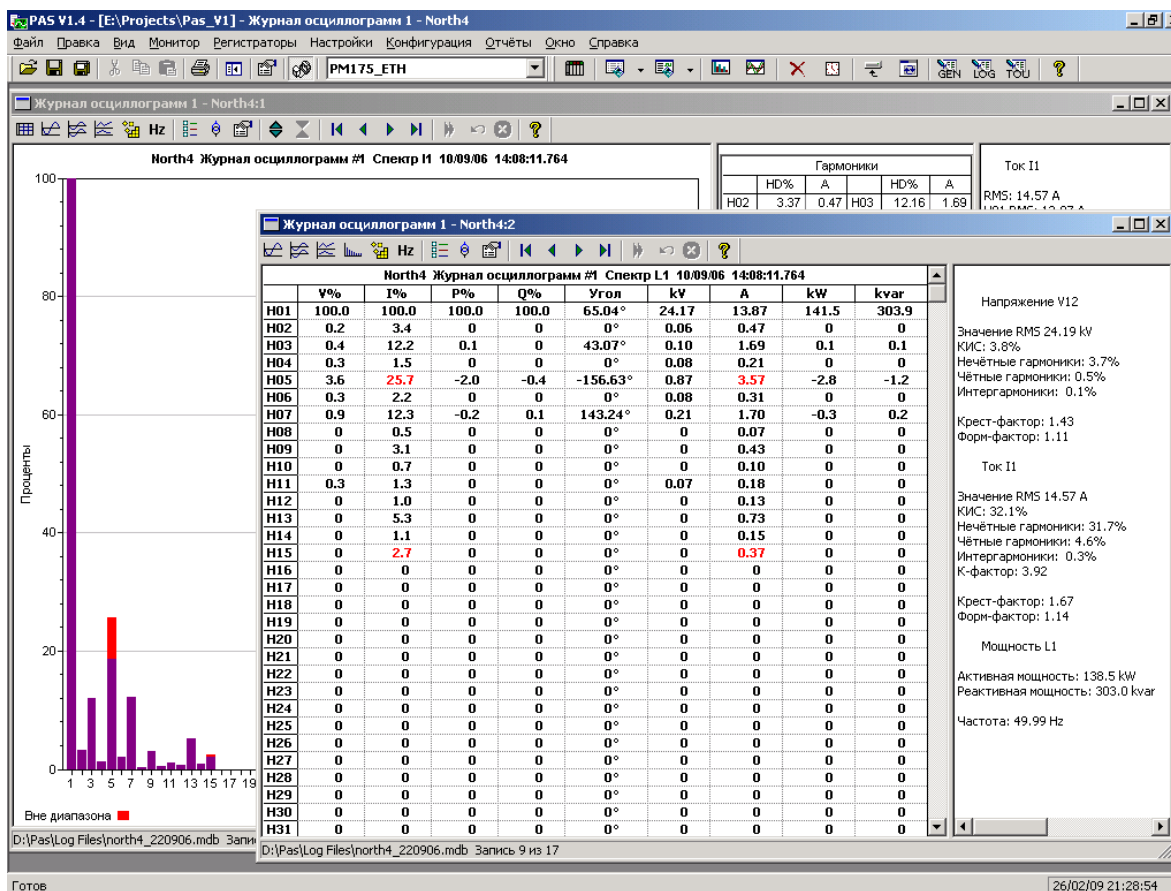 PAS V1.4 - [E:\Projects\Pas_V1] - Журнал осциллограмм 1 - North4
Файл Правка Вид Монитор Регистраторы Настройки Конфигурация Отчёты Окно Справка
PM175_ETH
GEN LOG TOU
Журнал осциллограмм 1 - North4:1
Hz
North4 Журнал осциллограмм #1 Спектр I1 10/09/06 14:08:11.764
100
80
60
40
20
0
Проценты
1 3 5 7 9 11 13 15 17 19
Вне диапазона
D:\Pas\Log Files\north4_220906.mdb
Гармоники
HD% A HD% A
H02 3.37 0.47 H03 12.16 1.69
Ток I1
RMS: 14.57 A
Журнал осциллограмм 1 - North4:2
Hz
North4 Журнал осциллограмм #1 Спектр L1 10/09/06 14:08:11.764
V% I% P% Q% Угол kV A kW kvar
H01 100.0 100.0 100.0 100.0 65.04° 24.17 13.87 141.5 303.9
H02 0.2 3.4 0 0 0° 0.06 0.47 0 0
H03 0.4 12.2 0.1 0 43.07° 0.10 1.69 0.1 0.1
H04 0.3 1.5 0 0 0° 0.08 0.21 0 0
H05 3.6 25.7 -2.0 -0.4 -156.63° 0.87 3.57 -2.8 -1.2
H06 0.3 2.2 0 0 0° 0.08 0.31 0 0
H07 0.9 12.3 -0.2 0.1 143.24° 0.21 1.70 -0.3 0.2
H08 0 0.5 0 0 0° 0 0.07 0 0
H09 0 3.1 0 0 0° 0 0.43 0 0
H10 0 0.7 0 0 0° 0 0.10 0 0
H11 0.3 1.3 0 0 0° 0.07 0.18 0 0
H12 0 1.0 0 0 0° 0 0.13 0 0
H13 0 5.3 0 0 0° 0 0.73 0 0
H14 0 1.1 0 0 0° 0 0.15 0 0
H15 0 2.7 0 0 0° 0 0.37 0 0
H16 0 0 0 0 0° 0 0 0 0
H17 0 0 0 0 0° 0 0 0 0
H18 0 0 0 0 0° 0 0 0 0
H19 0 0 0 0 0° 0 0 0 0
H20 0 0 0 0 0° 0 0 0 0
H21 0 0 0 0 0° 0 0 0 0
H22 0 0 0 0 0° 0 0 0 0
H23 0 0 0 0 0° 0 0 0 0
H24 0 0 0 0 0° 0 0 0 0
H25 0 0 0 0 0° 0 0 0 0
H26 0 0 0 0 0° 0 0 0 0
H27 0 0 0 0 0° 0 0 0 0
H28 0 0 0 0 0° 0 0 0 0
H29 0 0 0 0 0° 0 0 0 0
H30 0 0 0 0 0° 0 0 0 0
H31 0 0 0 0 0° 0 0 0 0
Напряжение V12
Значение RMS 24.19 kV
КИС: 3.8%
Нечётные гармоники: 3.7%
Чётные гармоники: 0.5%
Интергармоники: 0.1%
Крест-фактор: 1.43
Форм-фактор: 1.11
Ток I1
Значение RMS 14.57 A
КИС: 32.1%
Нечётные гармоники: 31.7%
Чётные гармоники: 4.6%
Интергармоники: 0.3%
К-фактор: 3.92
Крест-фактор: 1.67
Форм-фактор: 1.14
Мощность L1
Активная мощность: 138.5 kW
Реактивная мощность: 303.0 kvar
Частота: 49.99 Hz
D:\Pas\Log Files\north4_220906.mdb Запись 9 из 17
Готов
26/02/09 21:28:54